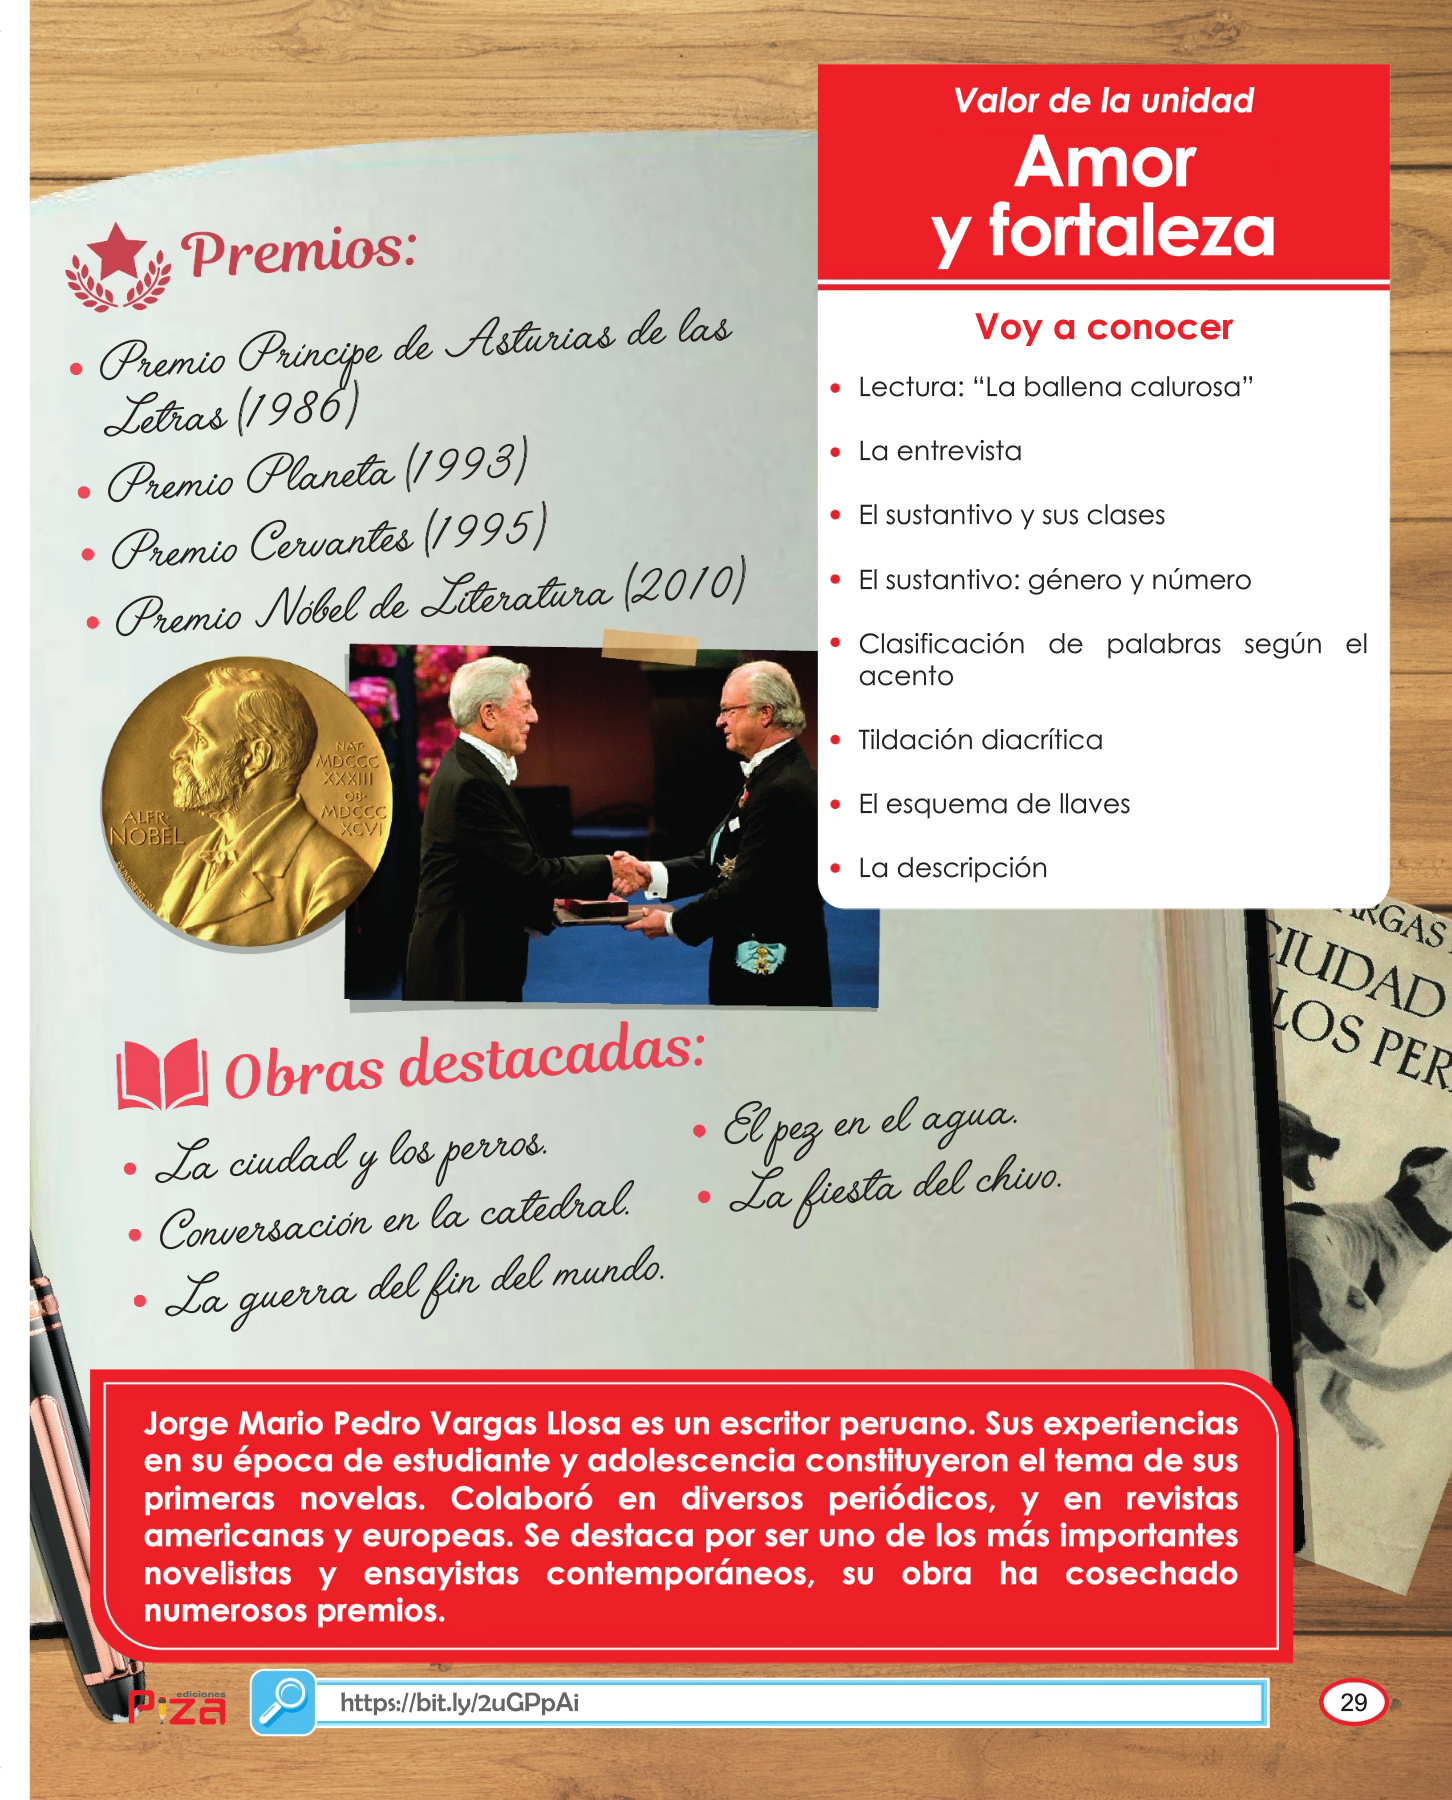 Valor de la unidad
Amor
y fortaleza
Voy a conocer
• Lectura: “La ballena calurosa”
• La entrevista
• El sustantivo y sus clases
• El sustantivo: género y número
• Clasificación de palabras según el
acento
• Tildación diacrítica
• El esquema de llaves
• La descripción
Premios:
• Premio Príncipe de Asturias de las
Letras (1986)
• Premio Planeta (1993)
• Premio Cervantes (1995)
• Premio Nóbel de Literatura (2010)
ALFR·
NOBEL
NAT·
MDCCC
XXXIII
OB·
MDCCC
XCVI
Obras destacadas:
• La ciudad y los perros.
• Conversación en la catedral.
• La guerra del fin del mundo.
• El pez en el agua.
• La fiesta del chivo.
RGAS
CIUDAD
LOS PER
Jorge Mario Pedro Vargas Llosa es un escritor peruano. Sus experiencias
en su época de estudiante y adolescencia constituyeron el tema de sus
primeras novelas. Colaboró en diversos periódicos, y en revistas
americanas y europeas. Se destaca por ser uno de los más importantes
novelistas y ensayistas contemporáneos, su obra ha cosechado
numerosos premios.
ediciones
Piza
https://bit.ly/2uGPpAi
29